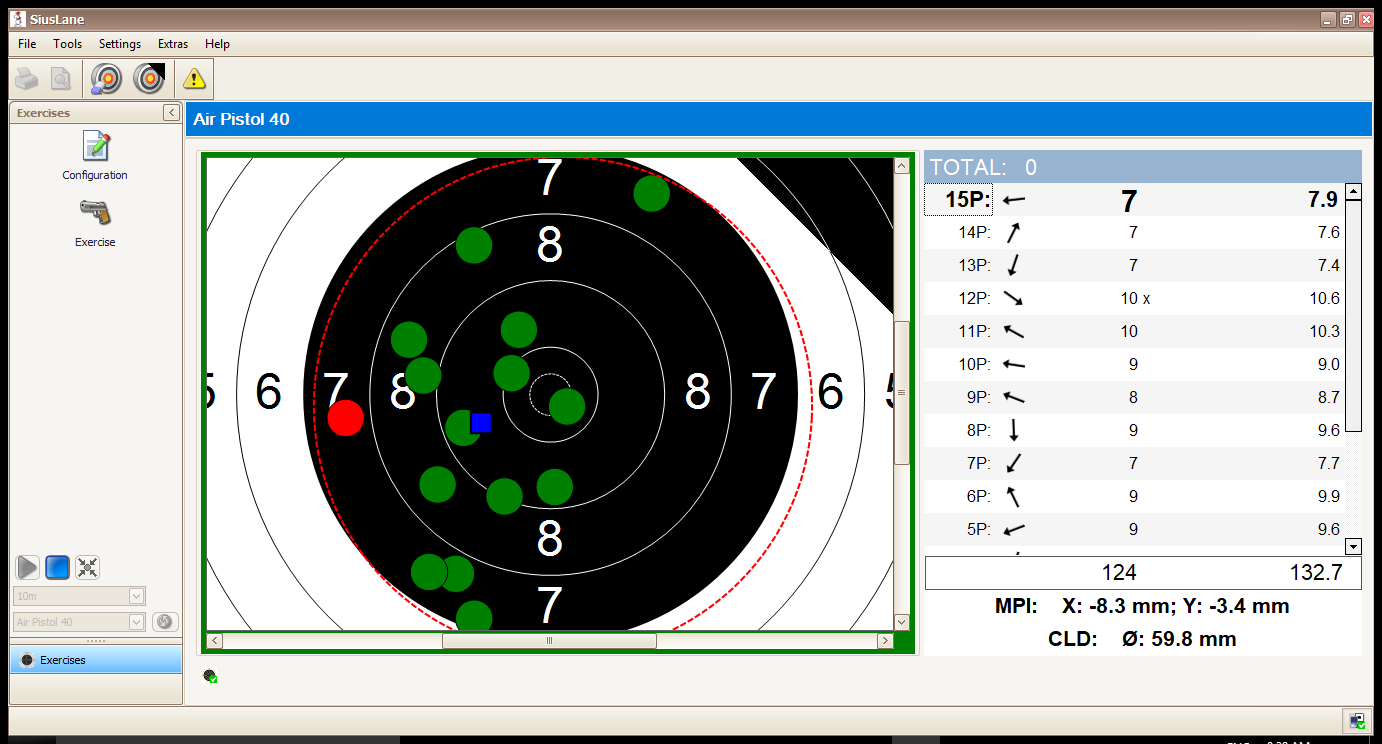 SiusLane
File Tools Settings Extras Help
Exercises
Air Pistol 40
Configuration
Exercise
10m
Air Pistol 40
Exercises
7
8
6 7 8 8 7 6
8
7
TOTAL: 0
15P: 7 7.9
14P: 7 7.6
13P: 7 7.4
12P: 10 x 10.6
11P: 10 10.3
10P: 9 9.0
9P: 8 8.7
8P: 9 9.6
7P: 7 7.7
6P: 9 9.9
5P: 9 9.6
124 132.7
MPI: X: -8.3 mm; Y: -3.4 mm
CLD: Ø: 59.8 mm